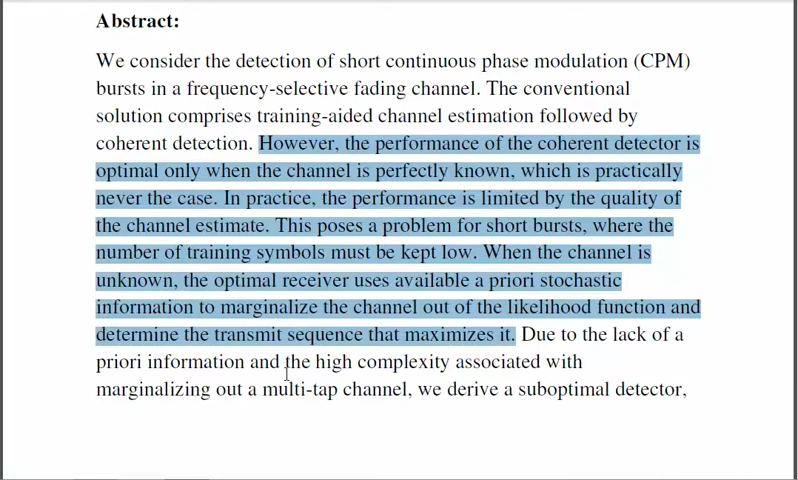 Abstract:
We consider the detection of short continuous phase modulation (CPM)
bursts in a frequency-selective fading channel. The conventional
solution comprises training-aided channel estimation followed by
coherent detection. However, the performance of the coherent detector is
optimal only when the channel is perfectly known, which is practically
never the case. In practice, the performance is limited by the quality of
the channel estimate. This poses a problem for short bursts, where the
number of training symbols must be kept low. When the channel is
unknown, the optimal receiver uses available a priori stochastic
information to marginalize the channel out of the likelihood function and
determine the transmit sequence that maximizes it. Due to the lack of a
priori information and the high complexity associated with
marginalizing out a multi-tap channel, we derive a suboptimal detector,